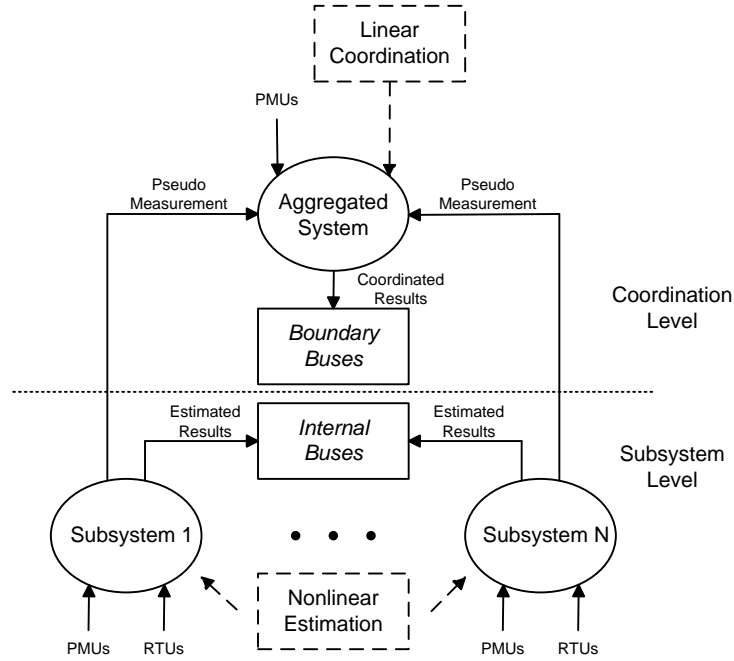 Linear
Coordination
PMUs
Pseudo
Measurement
Pseudo
Measurement
Aggregated
System
Coordinated
Results
Coordination
Level
Boundary
Buses
Estimated
Results
Internal
Buses
Estimated
Results
Subsystem
Level
Subsystem 1
Subsystem N
Nonlinear
Estimation
PMUs
RTUs
PMUs
RTUs